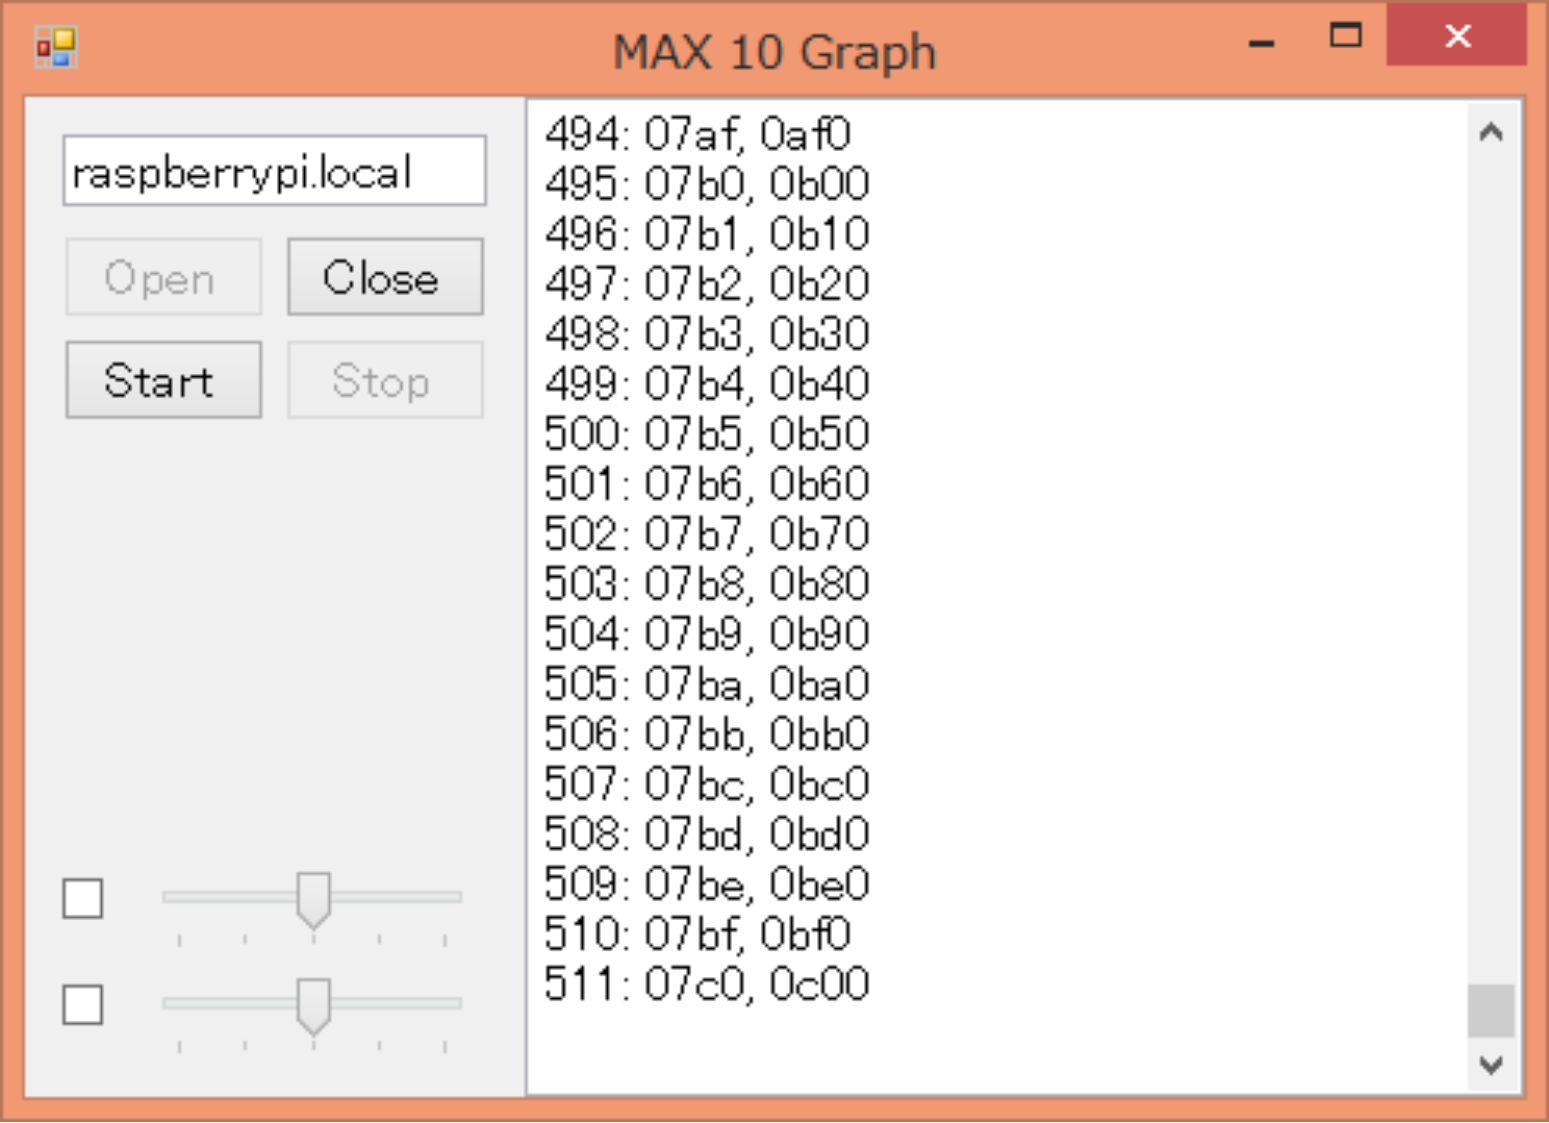 MAX 10 Graph
raspberrypi.local
Open Close
Start Stop
494: 07af, 0af0
495: 07b0, 0b00
496: 07b1, 0b10
497: 07b2, 0b20
498: 07b3, 0b30
499: 07b4, 0b40
500: 07b5, 0b50
501: 07b6, 0b60
502: 07b7, 0b70
503: 07b8, 0b80
504: 07b9, 0b90
505: 07ba, 0ba0
506: 07bb, 0bb0
507: 07bc, 0bc0
508: 07bd, 0bd0
509: 07be, 0be0
510: 07bf, 0bf0
511: 07c0, 0c00